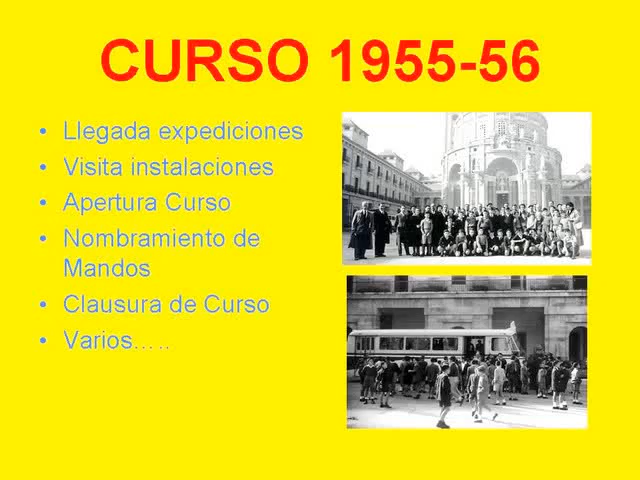 CURSO 1955-56
• Llegada expediciones
• Visita instalaciones
• Apertura Curso
• Nombramiento de
Mandos
• Clausura de Curso
• Varios…..